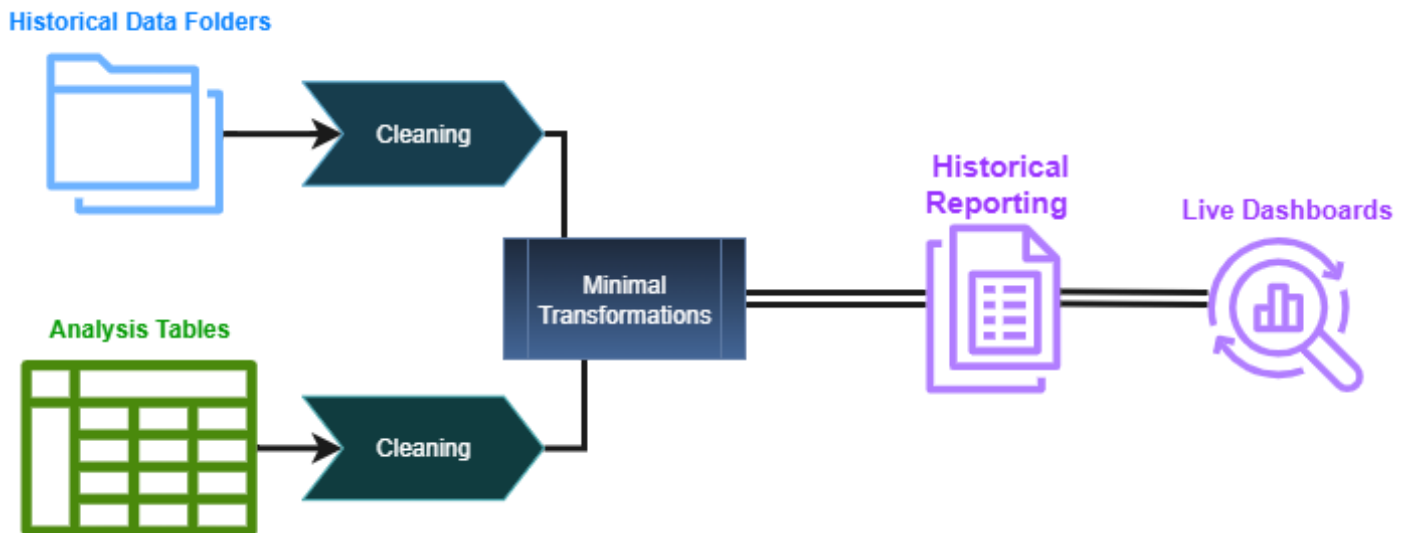 Historical Data Folders
Cleaning
Historical
Reporting
Live Dashboards
Minimal
Transformations
Analysis Tables
Cleaning